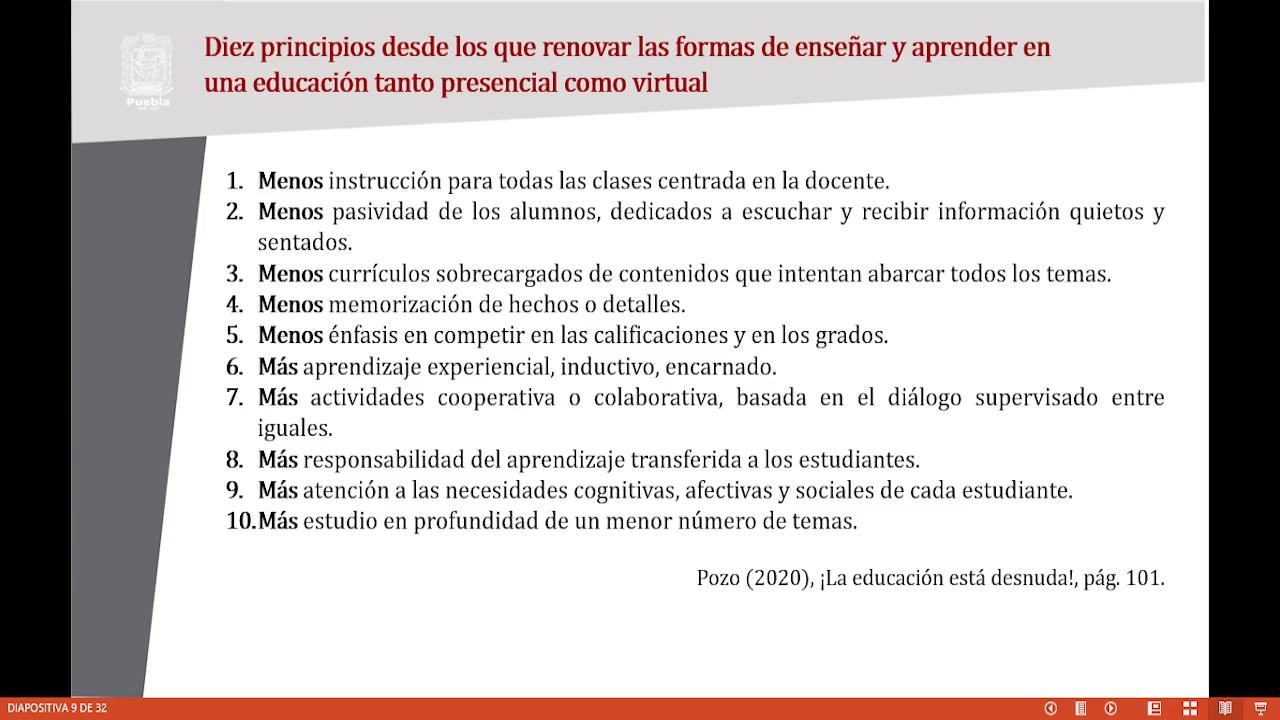 Diez principios desde los que renovar las formas de enseñar y aprender en
una educación tanto presencial como virtual
Puebla
1. Menos instrucción para todas las clases centrada en la docente.
2. Menos pasividad de los alumnos, dedicados a escuchar y recibir información quietos y
sentados.
3. Menos currículos sobrecargados de contenidos que intentan abarcar todos los temas.
4. Menos memorización de hechos o detalles.
5. Menos énfasis en competir en las calificaciones y en los grados.
6. Más aprendizaje experiencial, inductivo, encarnado.
7. Más actividades cooperativa o colaborativa, basada en el diálogo supervisado entre
iguales.
8. Más responsabilidad del aprendizaje transferida a los estudiantes.
9. Más atención a las necesidades cognitivas, afectivas y sociales de cada estudiante.
10.Más estudio en profundidad de un menor número de temas.
Pozo (2020), ¡La educación está desnuda!, pág. 101.
DIAPOSITIVA 9 DE 32